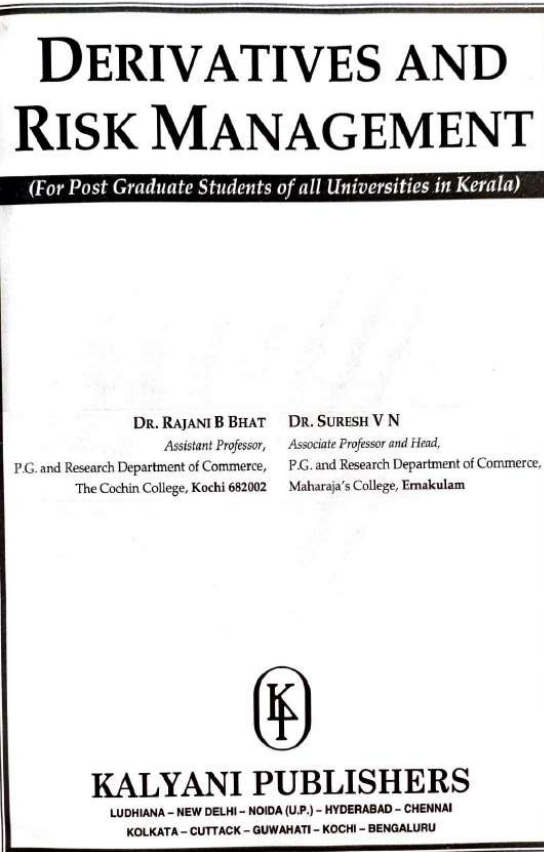 DERIVATIVES AND
RISK MANAGEMENT
(For Post Graduate Students of all Universities in Kerala)
DR. RAJANI B BHAT
Assistant Professor,
P.G. and Research Department of Commerce,
The Cochin College, Kochi 682002
DR. SURESH V N
Associate Professor and Head,
P.G. and Research Department of Commerce,
Maharaja's College, Ernakulam
KALYANI PUBLISHERS
LUDHIANA – NEW DELHI – NOIDA (U.P.) – HYDERABAD – CHENNAI
KOLKATA – CUTTACK – GUWAHATI – KOCHI – BENGALURU